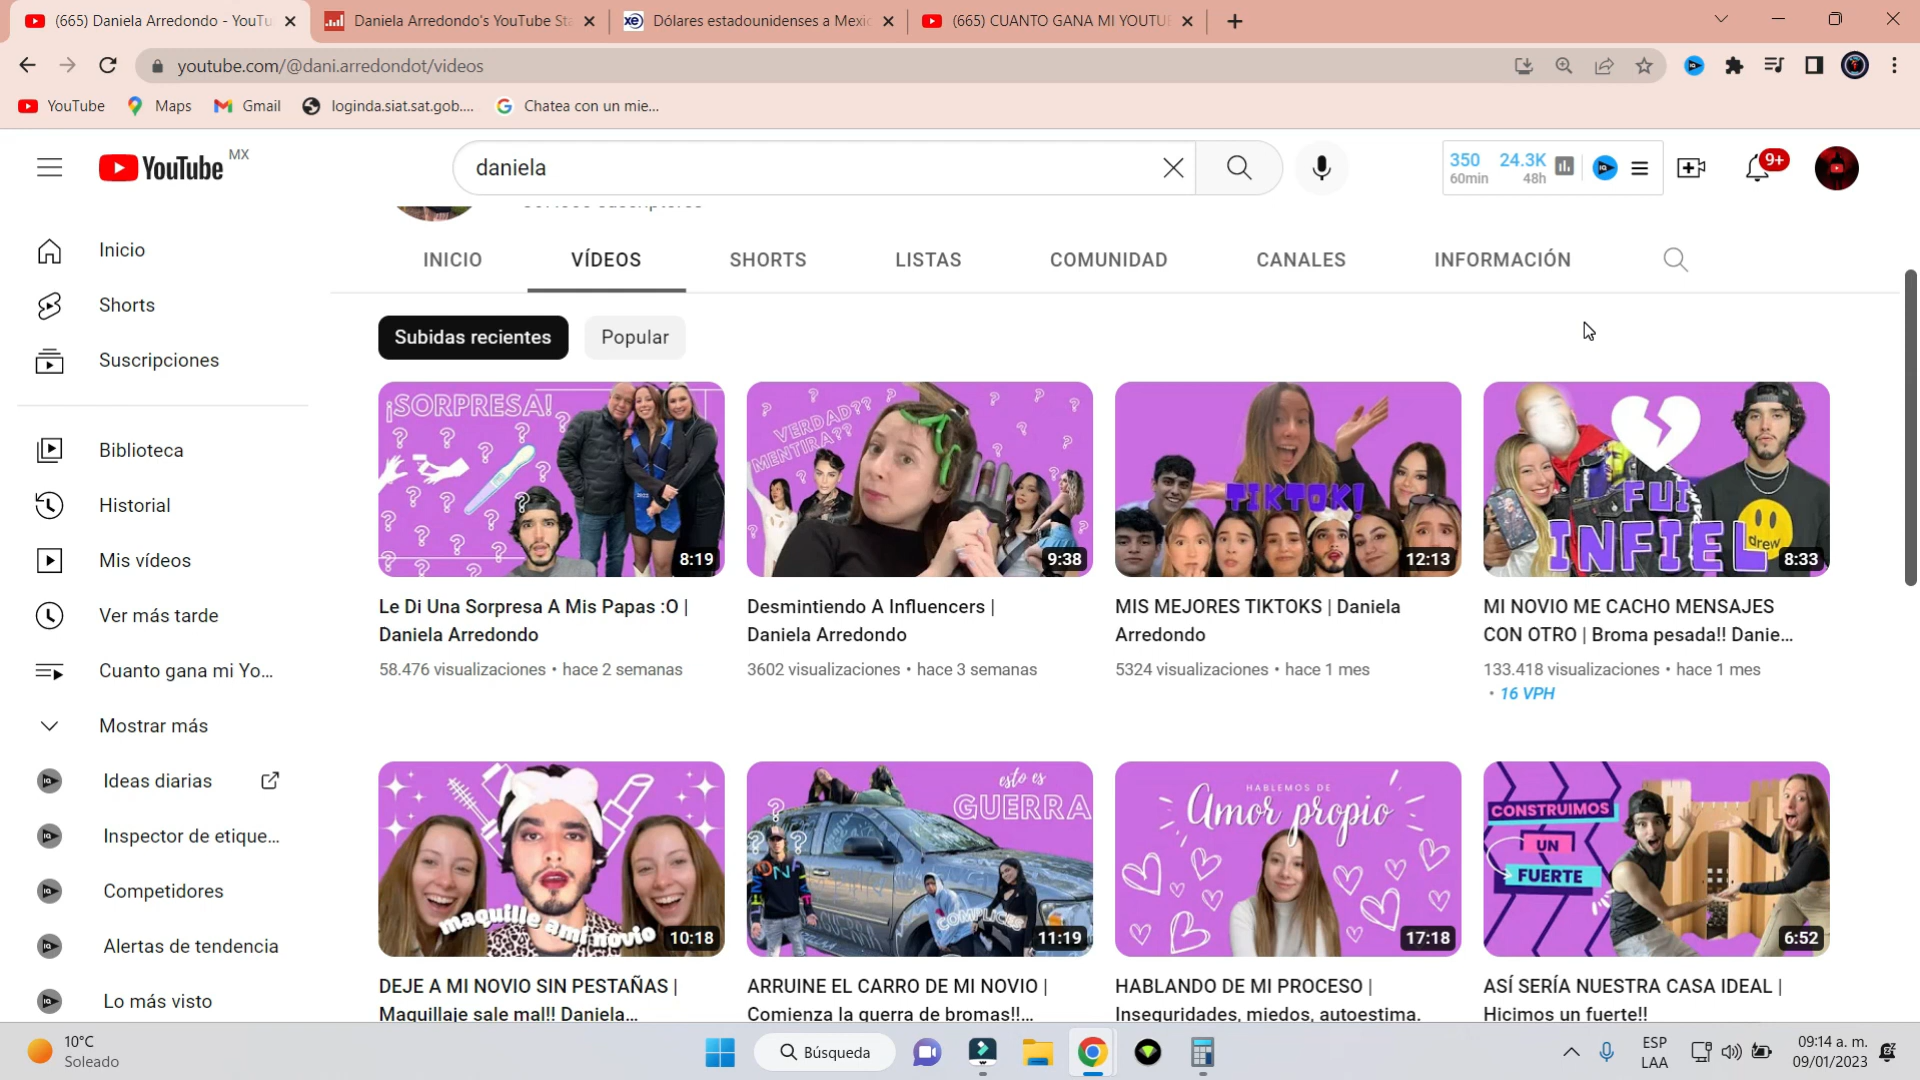 (665) Daniela Arredondo - YouTu
Daniela Arredondo's YouTube Sta
Dólares estadounidenses a Mexic
(665) CUANTO GANA MI YOUTUB
youtube.com/@dani.arredondot/videos
YouTube
Maps
Gmail
loginda.siat.sat.gob....
Chatea con un mie...
YouTube MX
daniela
350
60min
24.3K
48h
9+
INICIO
VÍDEOS
SHORTS
LISTAS
COMUNIDAD
CANALES
INFORMACIÓN
Inicio
Shorts
Suscripciones
Biblioteca
Historial
Mis vídeos
Ver más tarde
Cuanto gana mi Yo...
Mostrar más
Ideas diarias
Inspector de etique...
Competidores
Alertas de tendencia
Lo más visto
Subidas recientes
Popular
¡SORPRESA!
8:19
Le Di Una Sorpresa A Mis Papas :O |
Daniela Arredondo
58.476 visualizaciones • hace 2 semanas
VERDAD??
MENTIRA??
9:38
Desmintiendo A Influencers |
Daniela Arredondo
3602 visualizaciones • hace 3 semanas
TIKTOK!
12:13
MIS MEJORES TIKTOKS | Daniela
Arredondo
5324 visualizaciones • hace 1 mes
FUI
INFIEL
drew
8:33
MI NOVIO ME CACHO MENSAJES
CON OTRO | Broma pesada!! Danie...
133.418 visualizaciones • hace 1 mes
• 16 VPH
maquille a mi novio
10:18
DEJE A MI NOVIO SIN PESTAÑAS |
Maquillaje sale mal!! Daniela...
esto es
GUERRA
COMPLICES
11:19
ARRUINE EL CARRO DE MI NOVIO |
Comienza la guerra de bromas!!...
HABLEMOS DE
Amor propio
17:18
HABLANDO DE MI PROCESO |
Inseguridades, miedos, autoestima.
CONSTRUIMOS
UN
FUERTE
6:52
ASÍ SERÍA NUESTRA CASA IDEAL |
Hicimos un fuerte!!
10°C
Soleado
Búsqueda
ESP
LAA
09:14 a. m.
09/01/2023